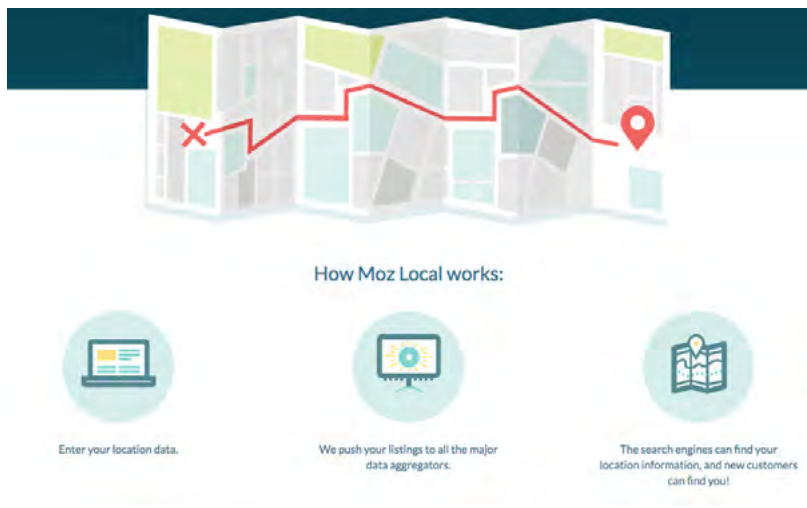 How Moz Local works:
Enter your location data.
We push your listings to all the major
data aggregators.
The search engines can find your
location information, and new customers
can find you!